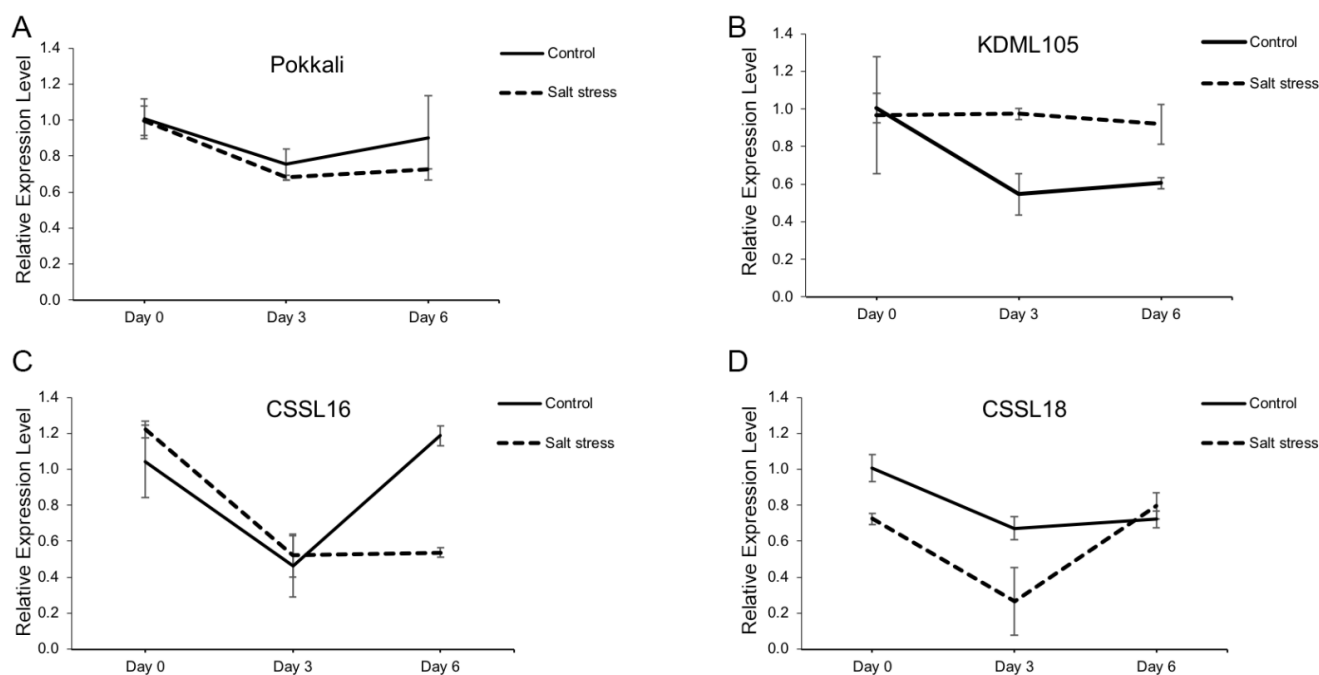 A
Pokkali
Control
Salt stress
Relative Expression Level
1.4
1.2
1.0
0.8
0.6
0.4
0.2
0.0
Day 0
Day 3
Day 6
B
KDML105
Control
Salt stress
Relative Expression Level
1.4
1.2
1.0
0.8
0.6
0.4
0.2
0.0
Day 0
Day 3
Day 6
C
CSSL16
Control
Salt stress
Relative Expression Level
1.4
1.2
1.0
0.8
0.6
0.4
0.2
0.0
Day 0
Day 3
Day 6
D
CSSL18
Control
Salt stress
Relative Expression Level
1.4
1.2
1.0
0.8
0.6
0.4
0.2
0.0
Day 0
Day 3
Day 6